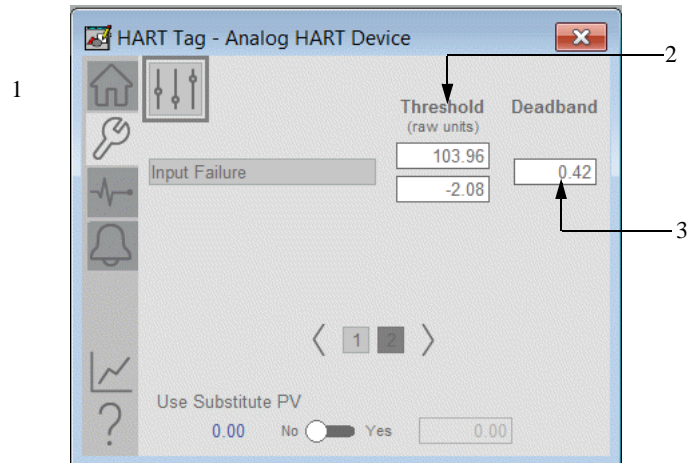 HART Tag - Analog HART Device
2
1
Threshold Deadband
(raw units)
103.96
Input Failure 0.42
-2.08
3
1 2
Use Substitute PV
0.00 No Yes 0.00
?